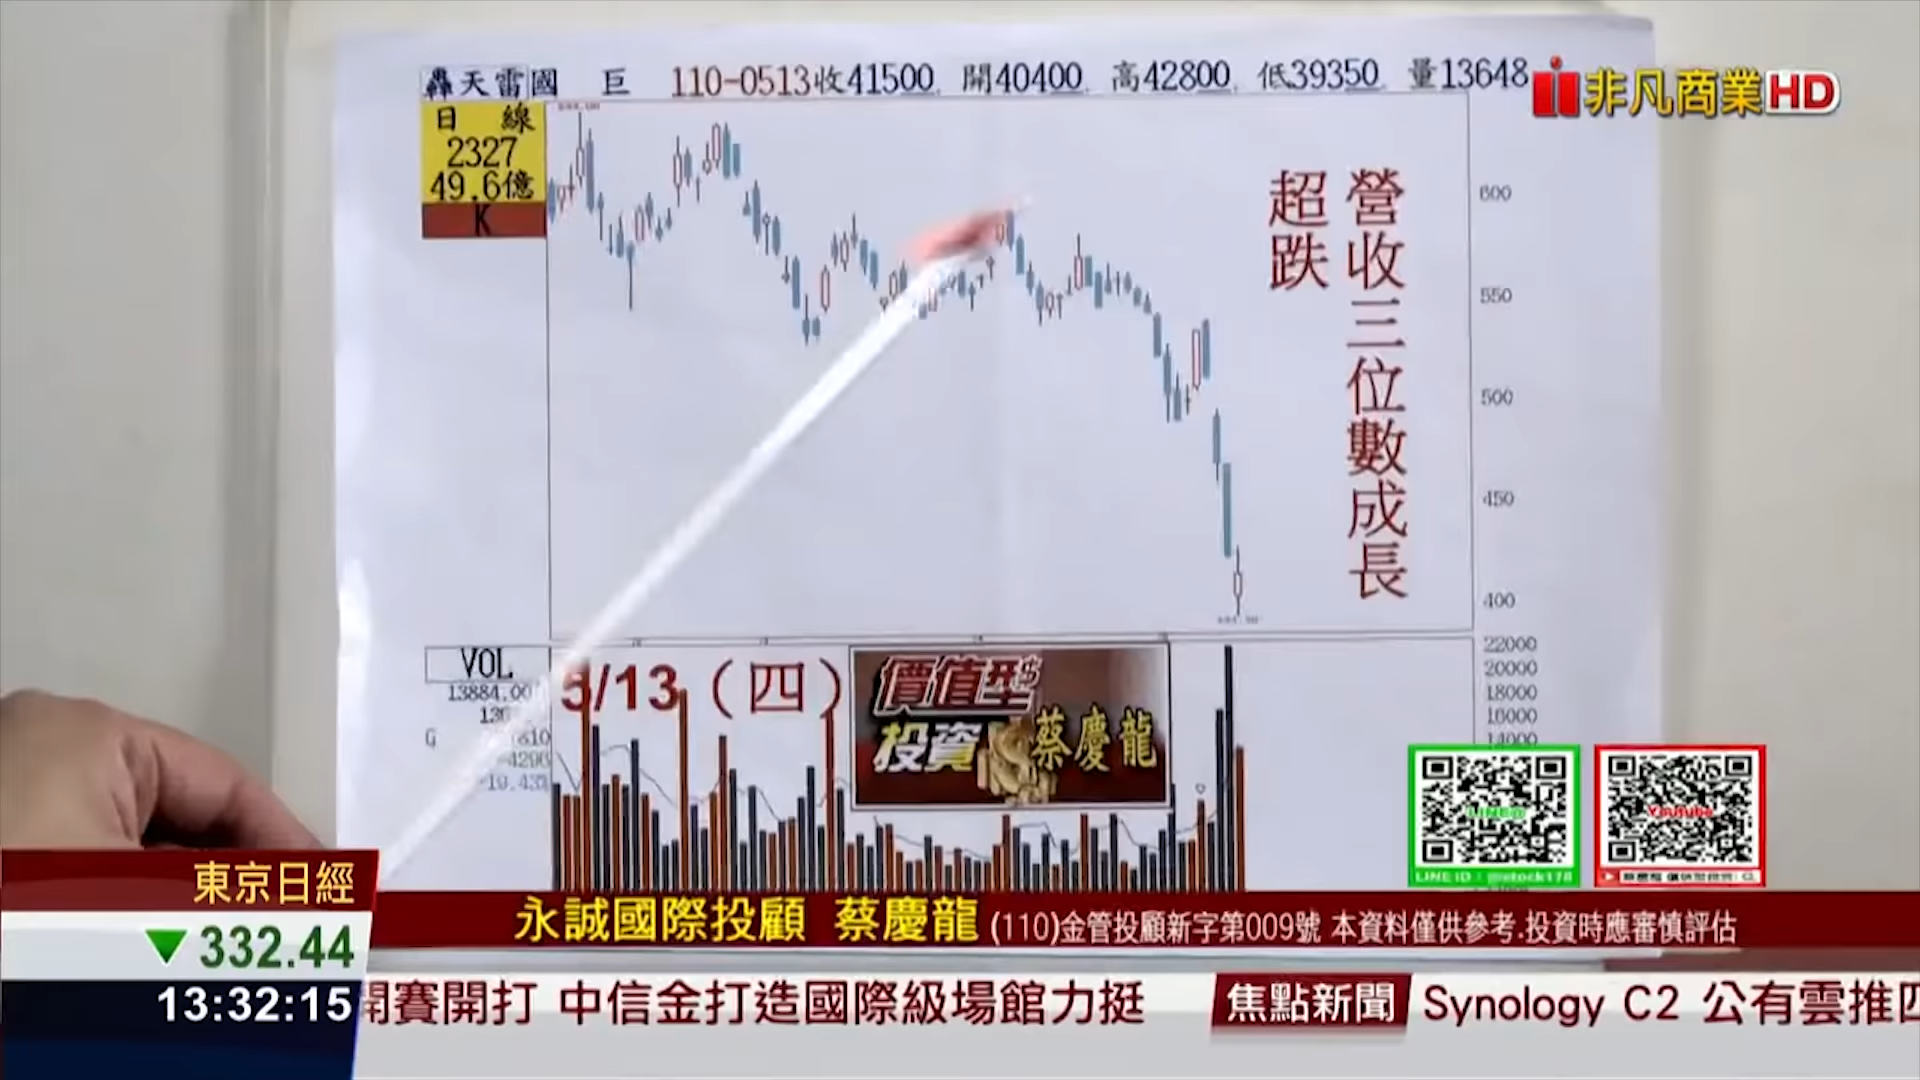 轟天雷國 巨 110-0513收41500 開40400 高42800 低39350 量13648
非凡商業HD
日 線
2327
49.6億
K
營收三位數成長
超跌
600
550
500
450
400
VOL
13884.00
G
5/13（四）
價值型
投資
蔡慶龍
22000
20000
18000
16000
14000
LINE@
LINE ID : @stock178
Youtube
東京日經
▼332.44
13:32:15
永誠國際投顧 蔡慶龍 (110)金管投顧新字第009號 本資料僅供參考.投資時應審慎評估
開賽開打 中信金打造國際級場館力挺 焦點新聞 Synology C2 公有雲推四